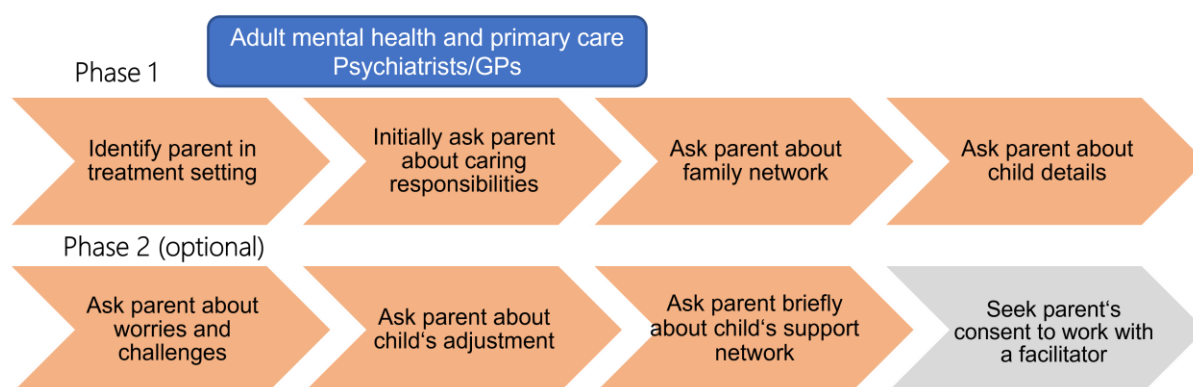 Adult mental health and primary care
Psychiatrists/GPs
Phase 1
Identify parent in
treatment setting
Initially ask parent
about caring
responsibilities
Ask parent about
family network
Ask parent about
child details
Phase 2 (optional)
Ask parent about
worries and
challenges
Ask parent about
child‘s adjustment
Ask parent briefly
about child‘s support
network
Seek parent‘s
consent to work with
a facilitator